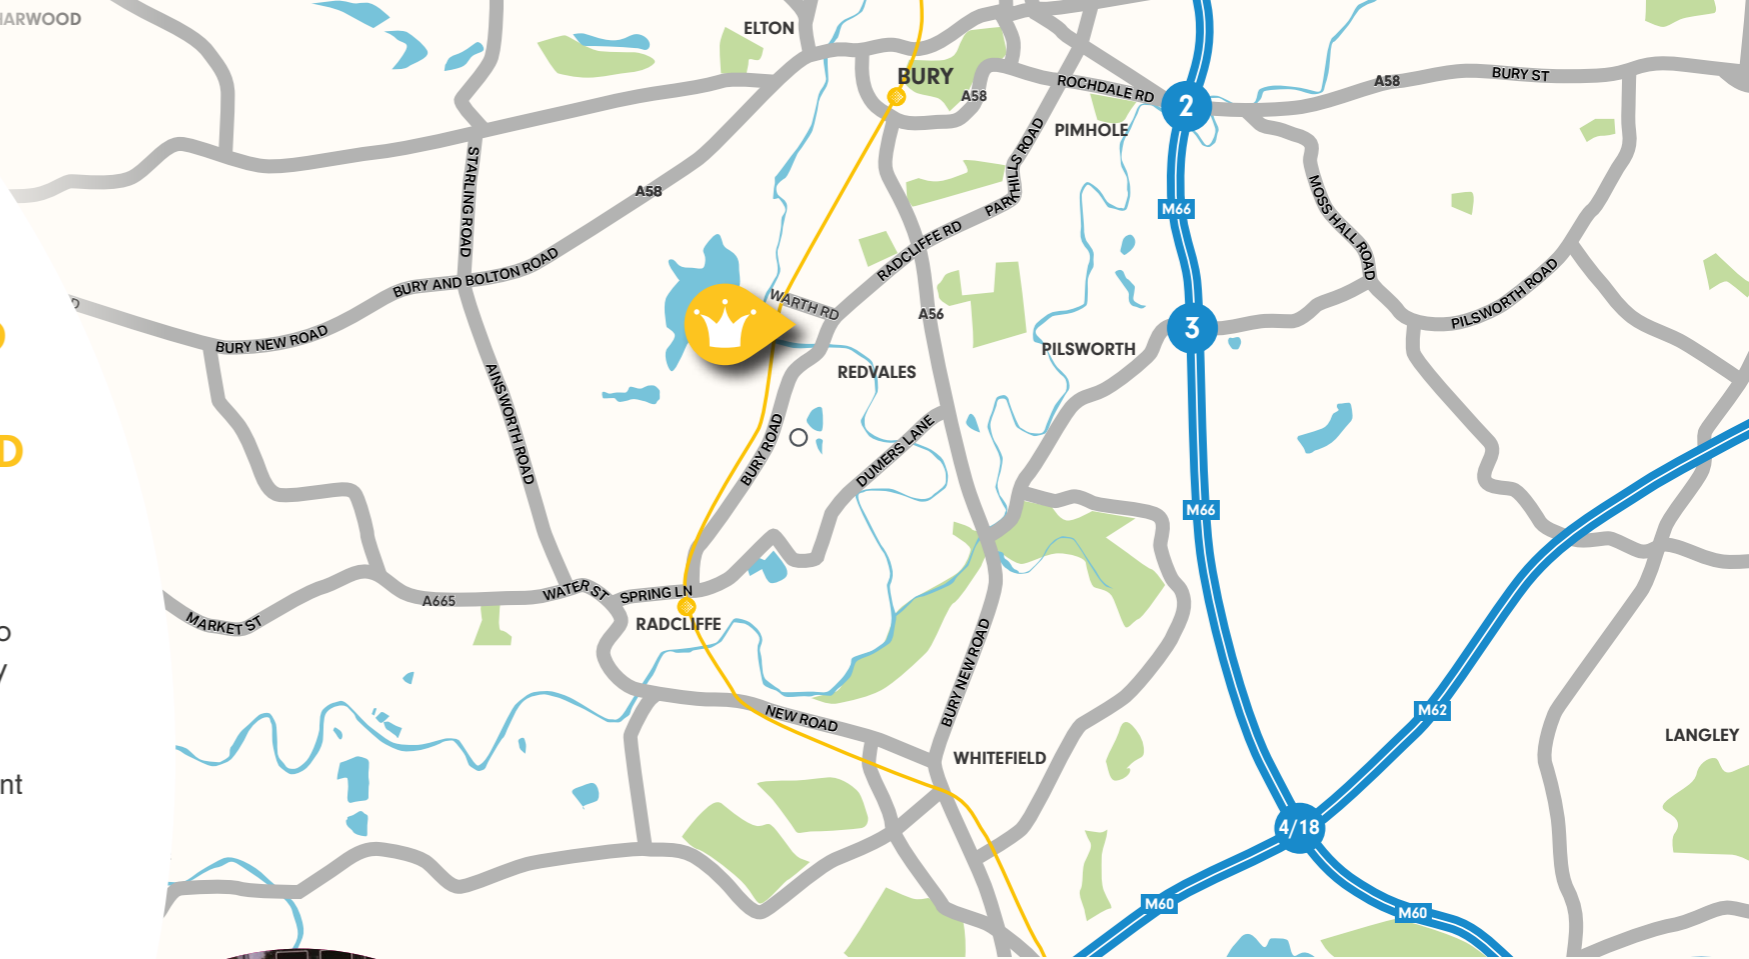 HARWOOD
ELTON
BURY
A58
ROCHDALE RD
A58
BURY ST
2
PIMHOLE
PARKHILLS ROAD
STARLING ROAD
A58
M66
MOSS HALL ROAD
RADCLIFFE RD
BURY AND BOLTON ROAD
PILSWORTH ROAD
WARTH RD
D
A56
3
BURY NEW ROAD
PILSWORTH
REDVALES
AINSWORTH ROAD
BURY ROAD
DUMERS LANE
D
M66
WATER ST
SPRING LN
A665
MARKET ST
RADCLIFFE
o
y
BURY NEW ROAD
NEW ROAD
M62
LANGLEY
WHITEFIELD
nt
4/18
M60
M60